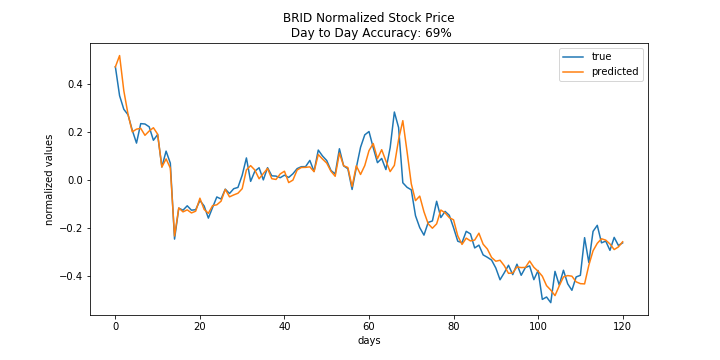 BRID Normalized Stock Price
Day to Day Accuracy: 69%
true
predicted
normalized values
0.4
0.2
0.0
−0.2
−0.4
0 20 40 60 80 100 120
days